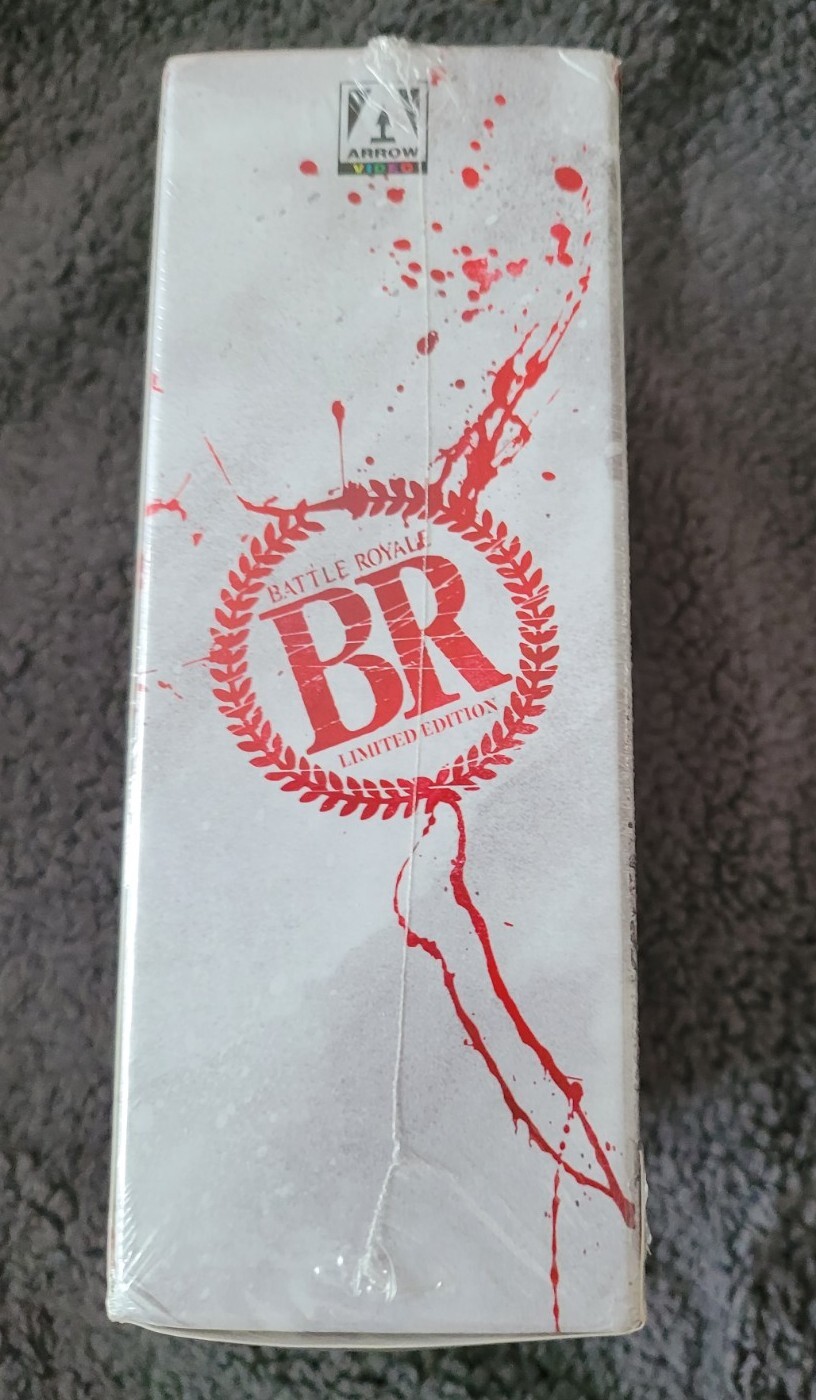 ARROW
VIDEO
BATTLE ROYALE
BR
LIMITED EDITION